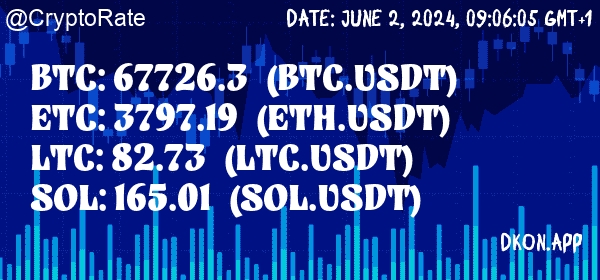 @CryptoRate
DATE: JUNE 2, 2024, 09:06:05 GMT+1
BTC: 67726.3 (BTC.USDT)
ETC: 3797.19 (ETH.USDT)
LTC: 82.73 (LTC.USDT)
SOL: 165.01 (SOL.USDT)
DKON.APP